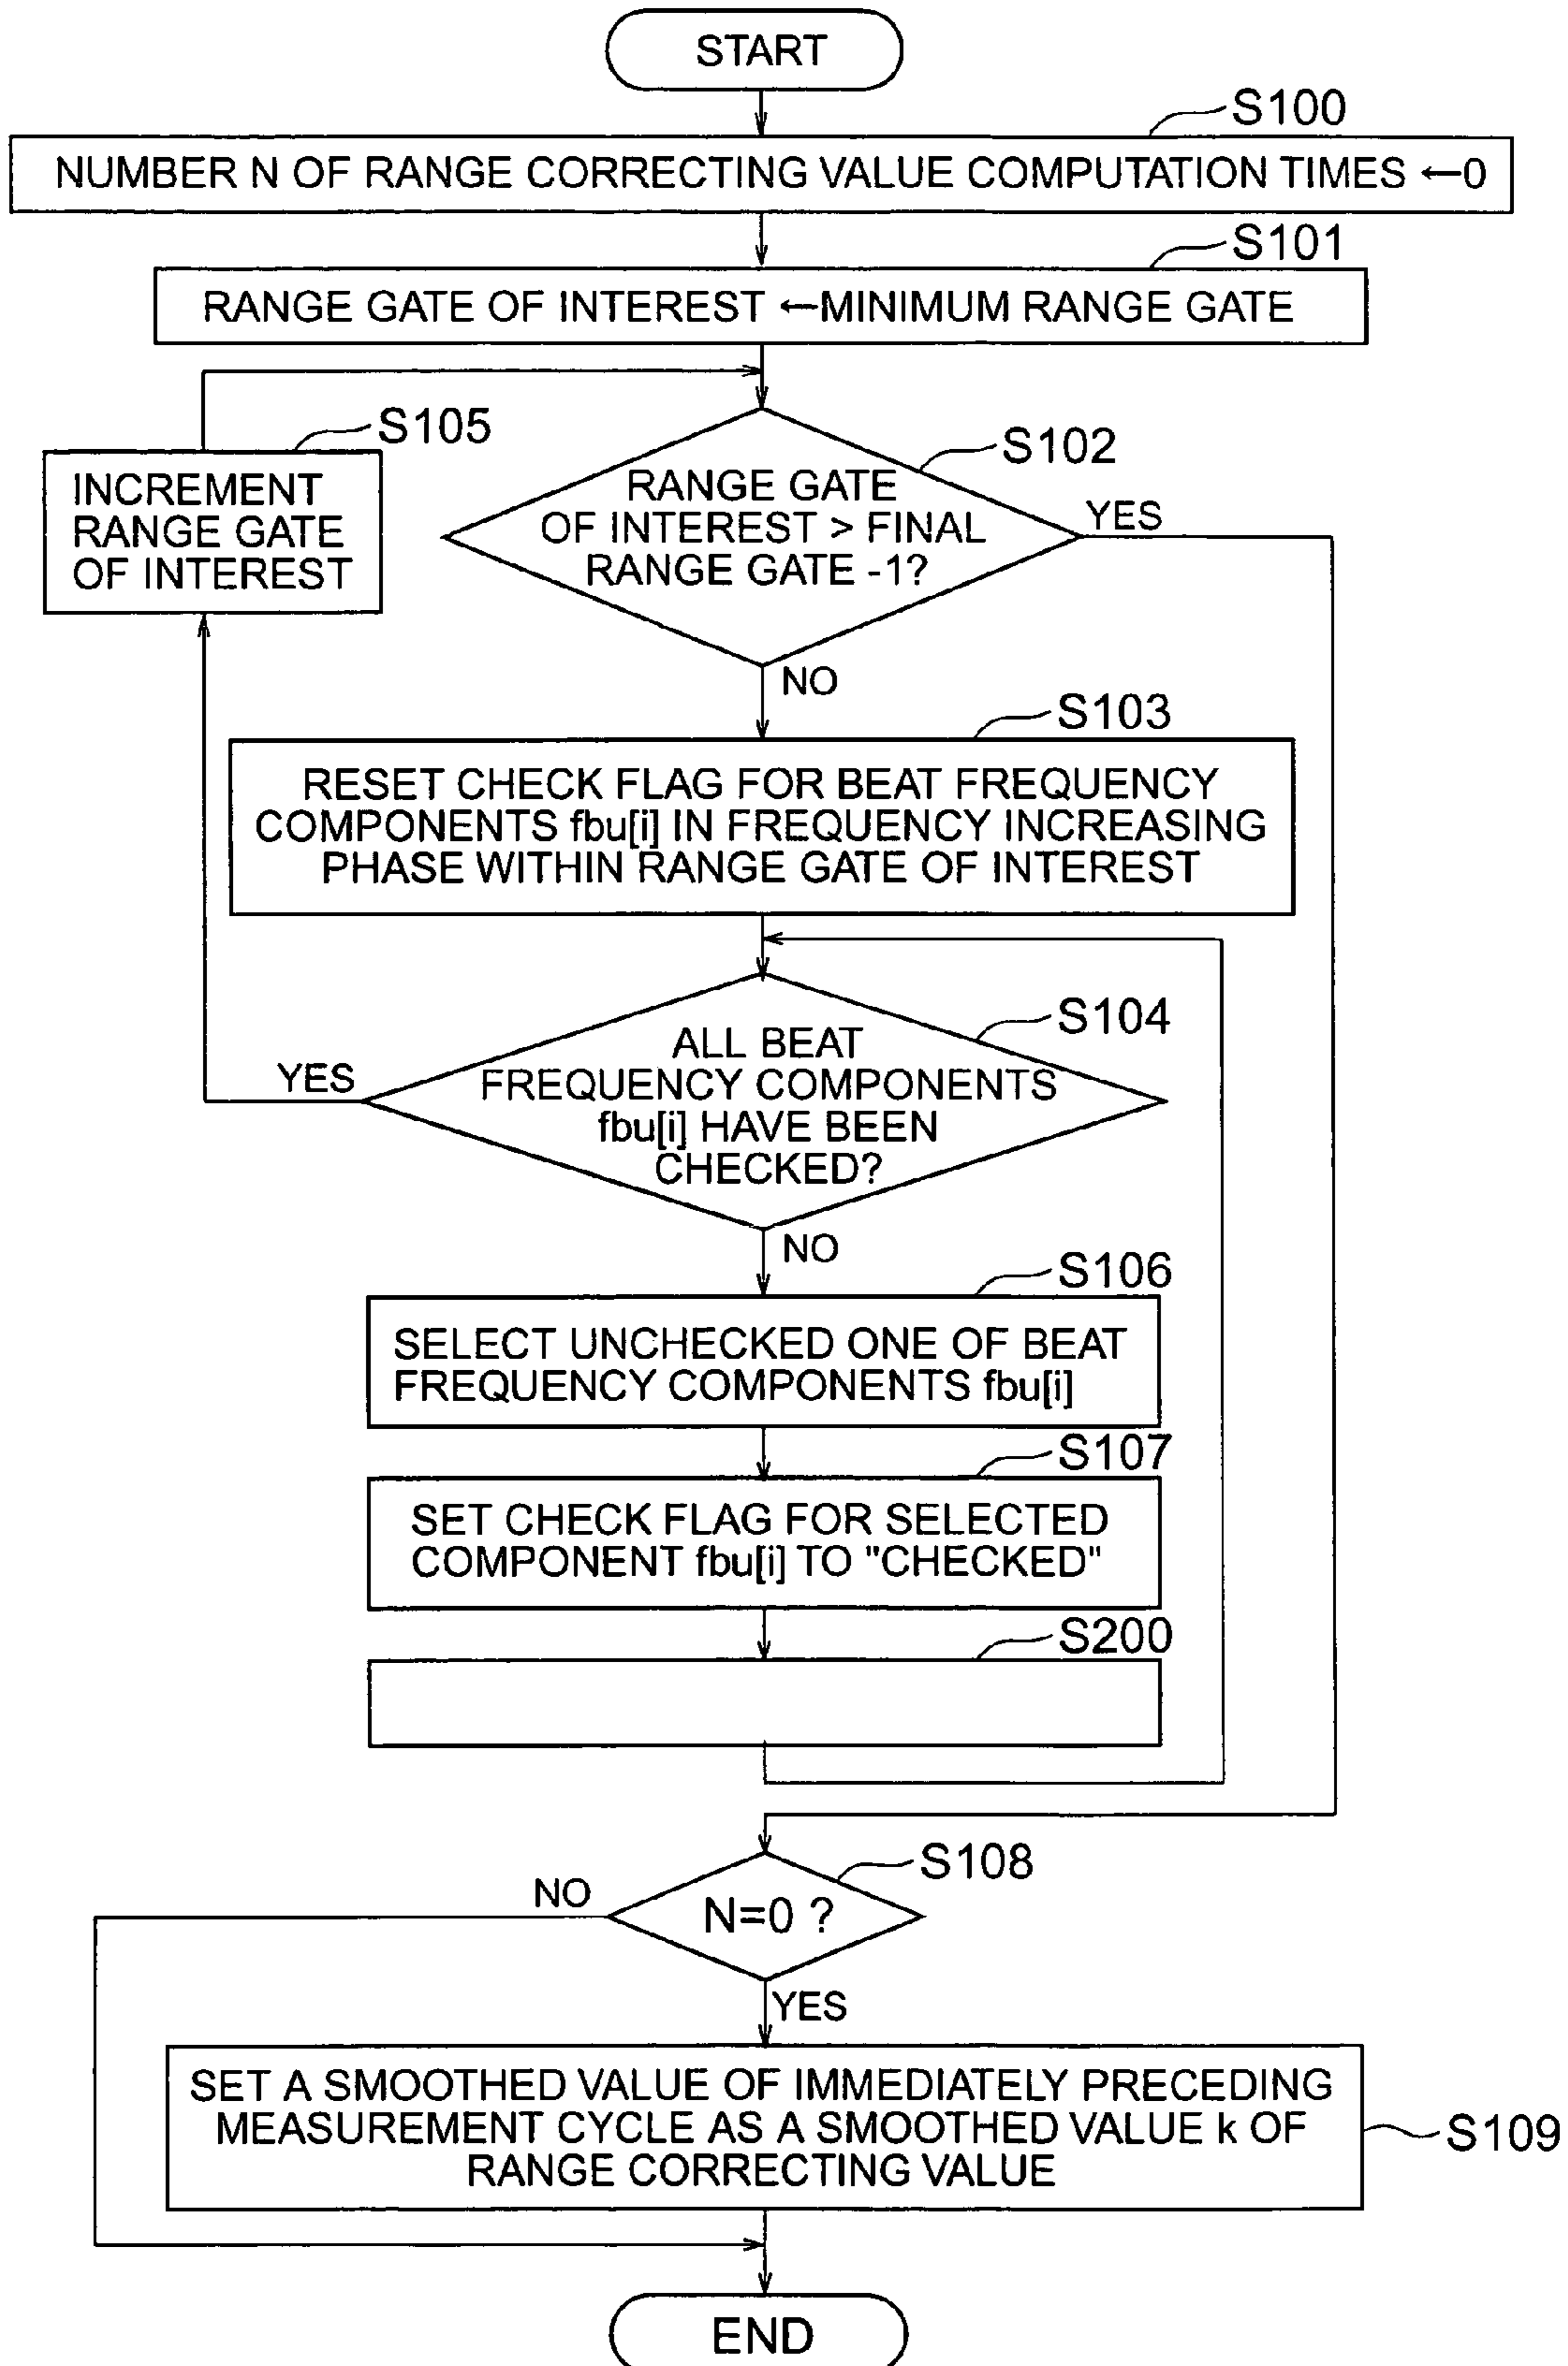 START
S100
NUMBER N OF RANGE CORRECTING VALUE COMPUTATION TIMES ←0
S101
RANGE GATE OF INTEREST ←MINIMUM RANGE GATE
S105
INCREMENT
RANGE GATE
OF INTEREST
S102
RANGE GATE
OF INTEREST > FINAL
RANGE GATE -1?
YES
NO
S103
RESET CHECK FLAG FOR BEAT FREQUENCY
COMPONENTS fbu[i] IN FREQUENCY INCREASING
PHASE WITHIN RANGE GATE OF INTEREST
S104
ALL BEAT
FREQUENCY COMPONENTS
fbu[i] HAVE BEEN
CHECKED?
YES
NO
S106
SELECT UNCHECKED ONE OF BEAT
FREQUENCY COMPONENTS fbu[i]
S107
SET CHECK FLAG FOR SELECTED
COMPONENT fbu[i] TO "CHECKED"
S200
S108
N=0 ?
NO
YES
SET A SMOOTHED VALUE OF IMMEDIATELY PRECEDING
MEASUREMENT CYCLE AS A SMOOTHED VALUE k OF
RANGE CORRECTING VALUE
S109
END